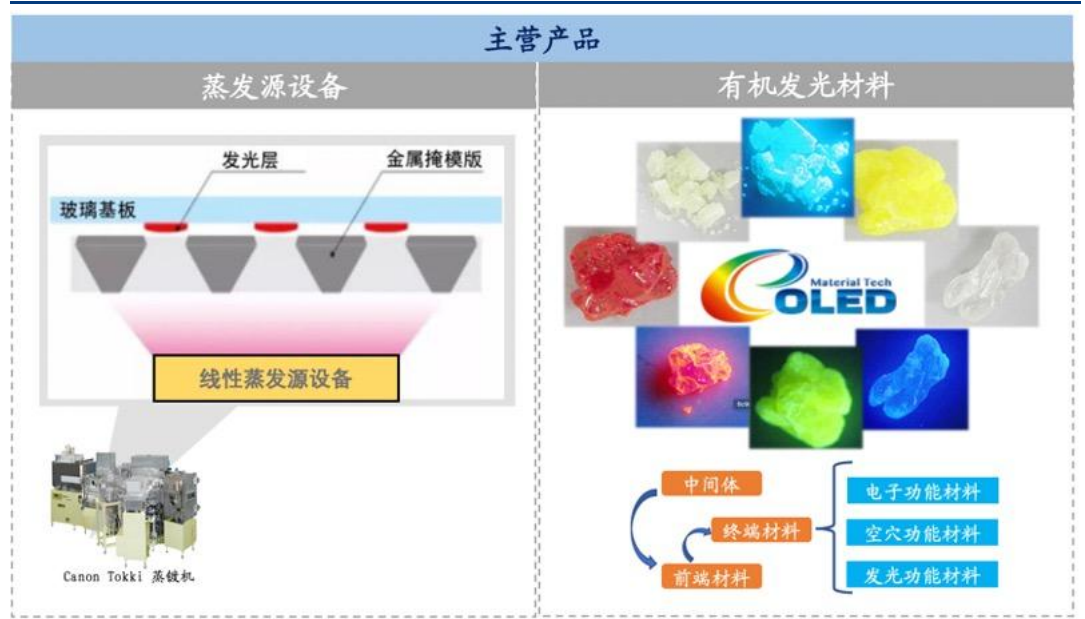 主营产品
蒸发源设备
有机发光材料
发光层
金属掩模版
玻璃基板
线性蒸发源设备
Canon Tokki 蒸镀机
Material Tech
OLED
中间体
终端材料
前端材料
电子功能材料
空穴功能材料
发光功能材料